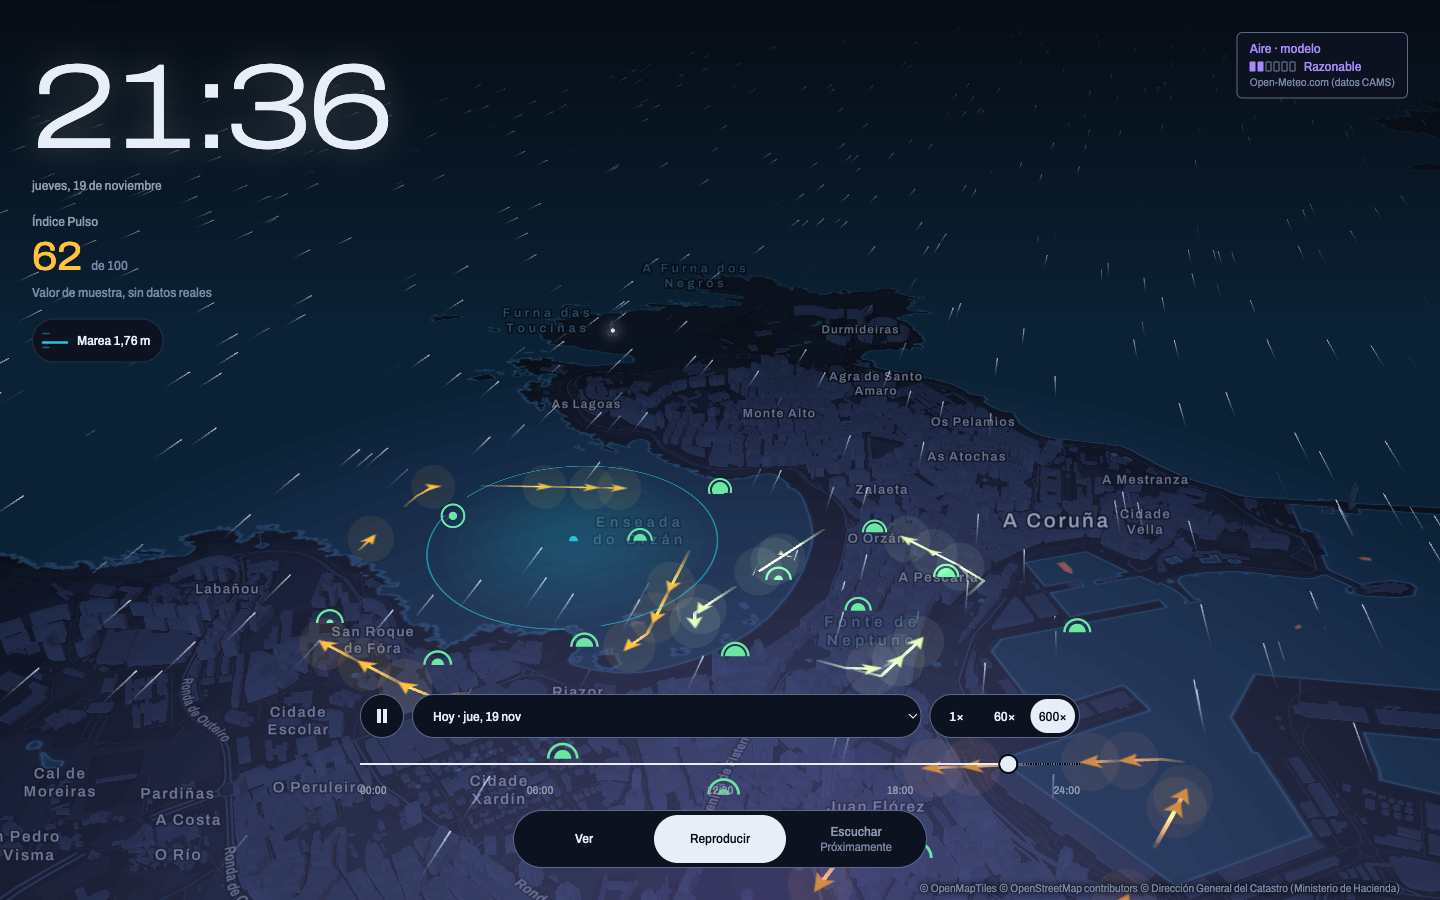 21:36
jueves, 19 de noviembre
Índice Pulso
62 de 100
Valor de muestra, sin datos reales
Marea 1,76 m
Aire · modelo
Razonable
Open-Meteo.com (datos CAMS)
A Furna dos
Negros
Furna das
Touciñas
Durmideiras
Agra de Santo
Amaro
As Lagoas
Monte Alto
Os Pelamios
As Atochas
A Mestranza
Zalaeta
A Coruña
Cidade
Vella
Enseada
do Orzán
O Orzán
A Pescaría
Labañou
San Roque
de Fóra
Fonte de
Neptuno
Riazor
Ronda de Outeiro
Cidade
Escolar
Hoy · jue, 19 nov
1×
60×
600×
Cal de
Moreiras
Pardiñas
O Peruleiro
Cidade
Xardín
00:00
06:00
12:00
18:00
24:00
Juan Flórez
A Costa
O Río
Ver
Reproducir
Escuchar
Próximamente
© OpenMapTiles © OpenStreetMap contributors © Dirección General del Catastro (Ministerio de Hacienda)